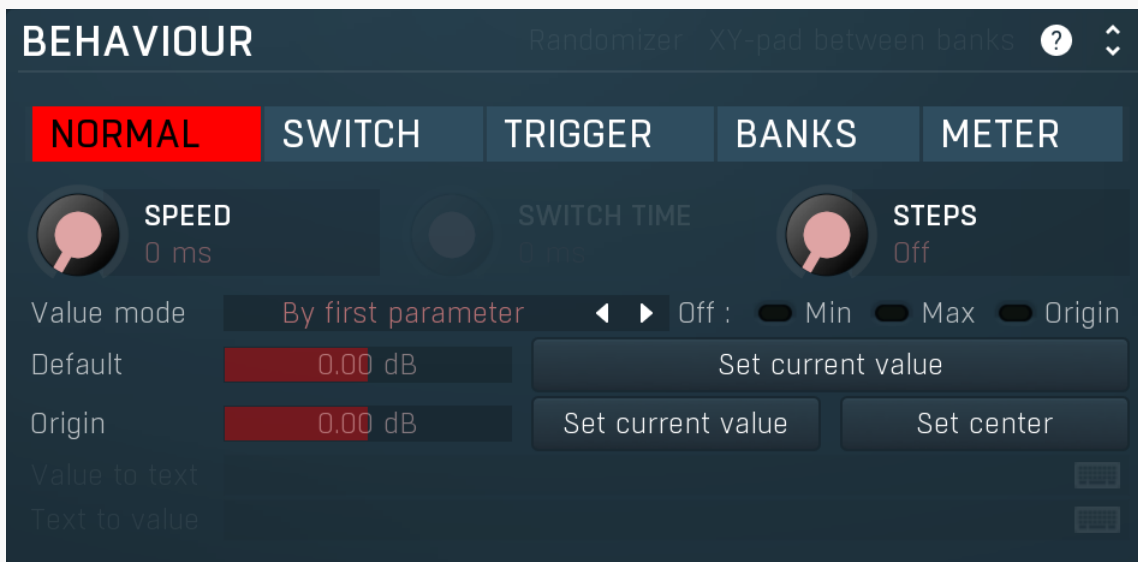 BEHAVIOUR Randomizer XY-pad between banks ?
NORMAL SWITCH TRIGGER BANKS METER
SPEED SWITCH TIME STEPS
0 ms 0 ms Off
Value mode By first parameter Off : Min Max Origin
Default 0.00 dB Set current value
Origin 0.00 dB Set current value Set center
Value to text
Text to value